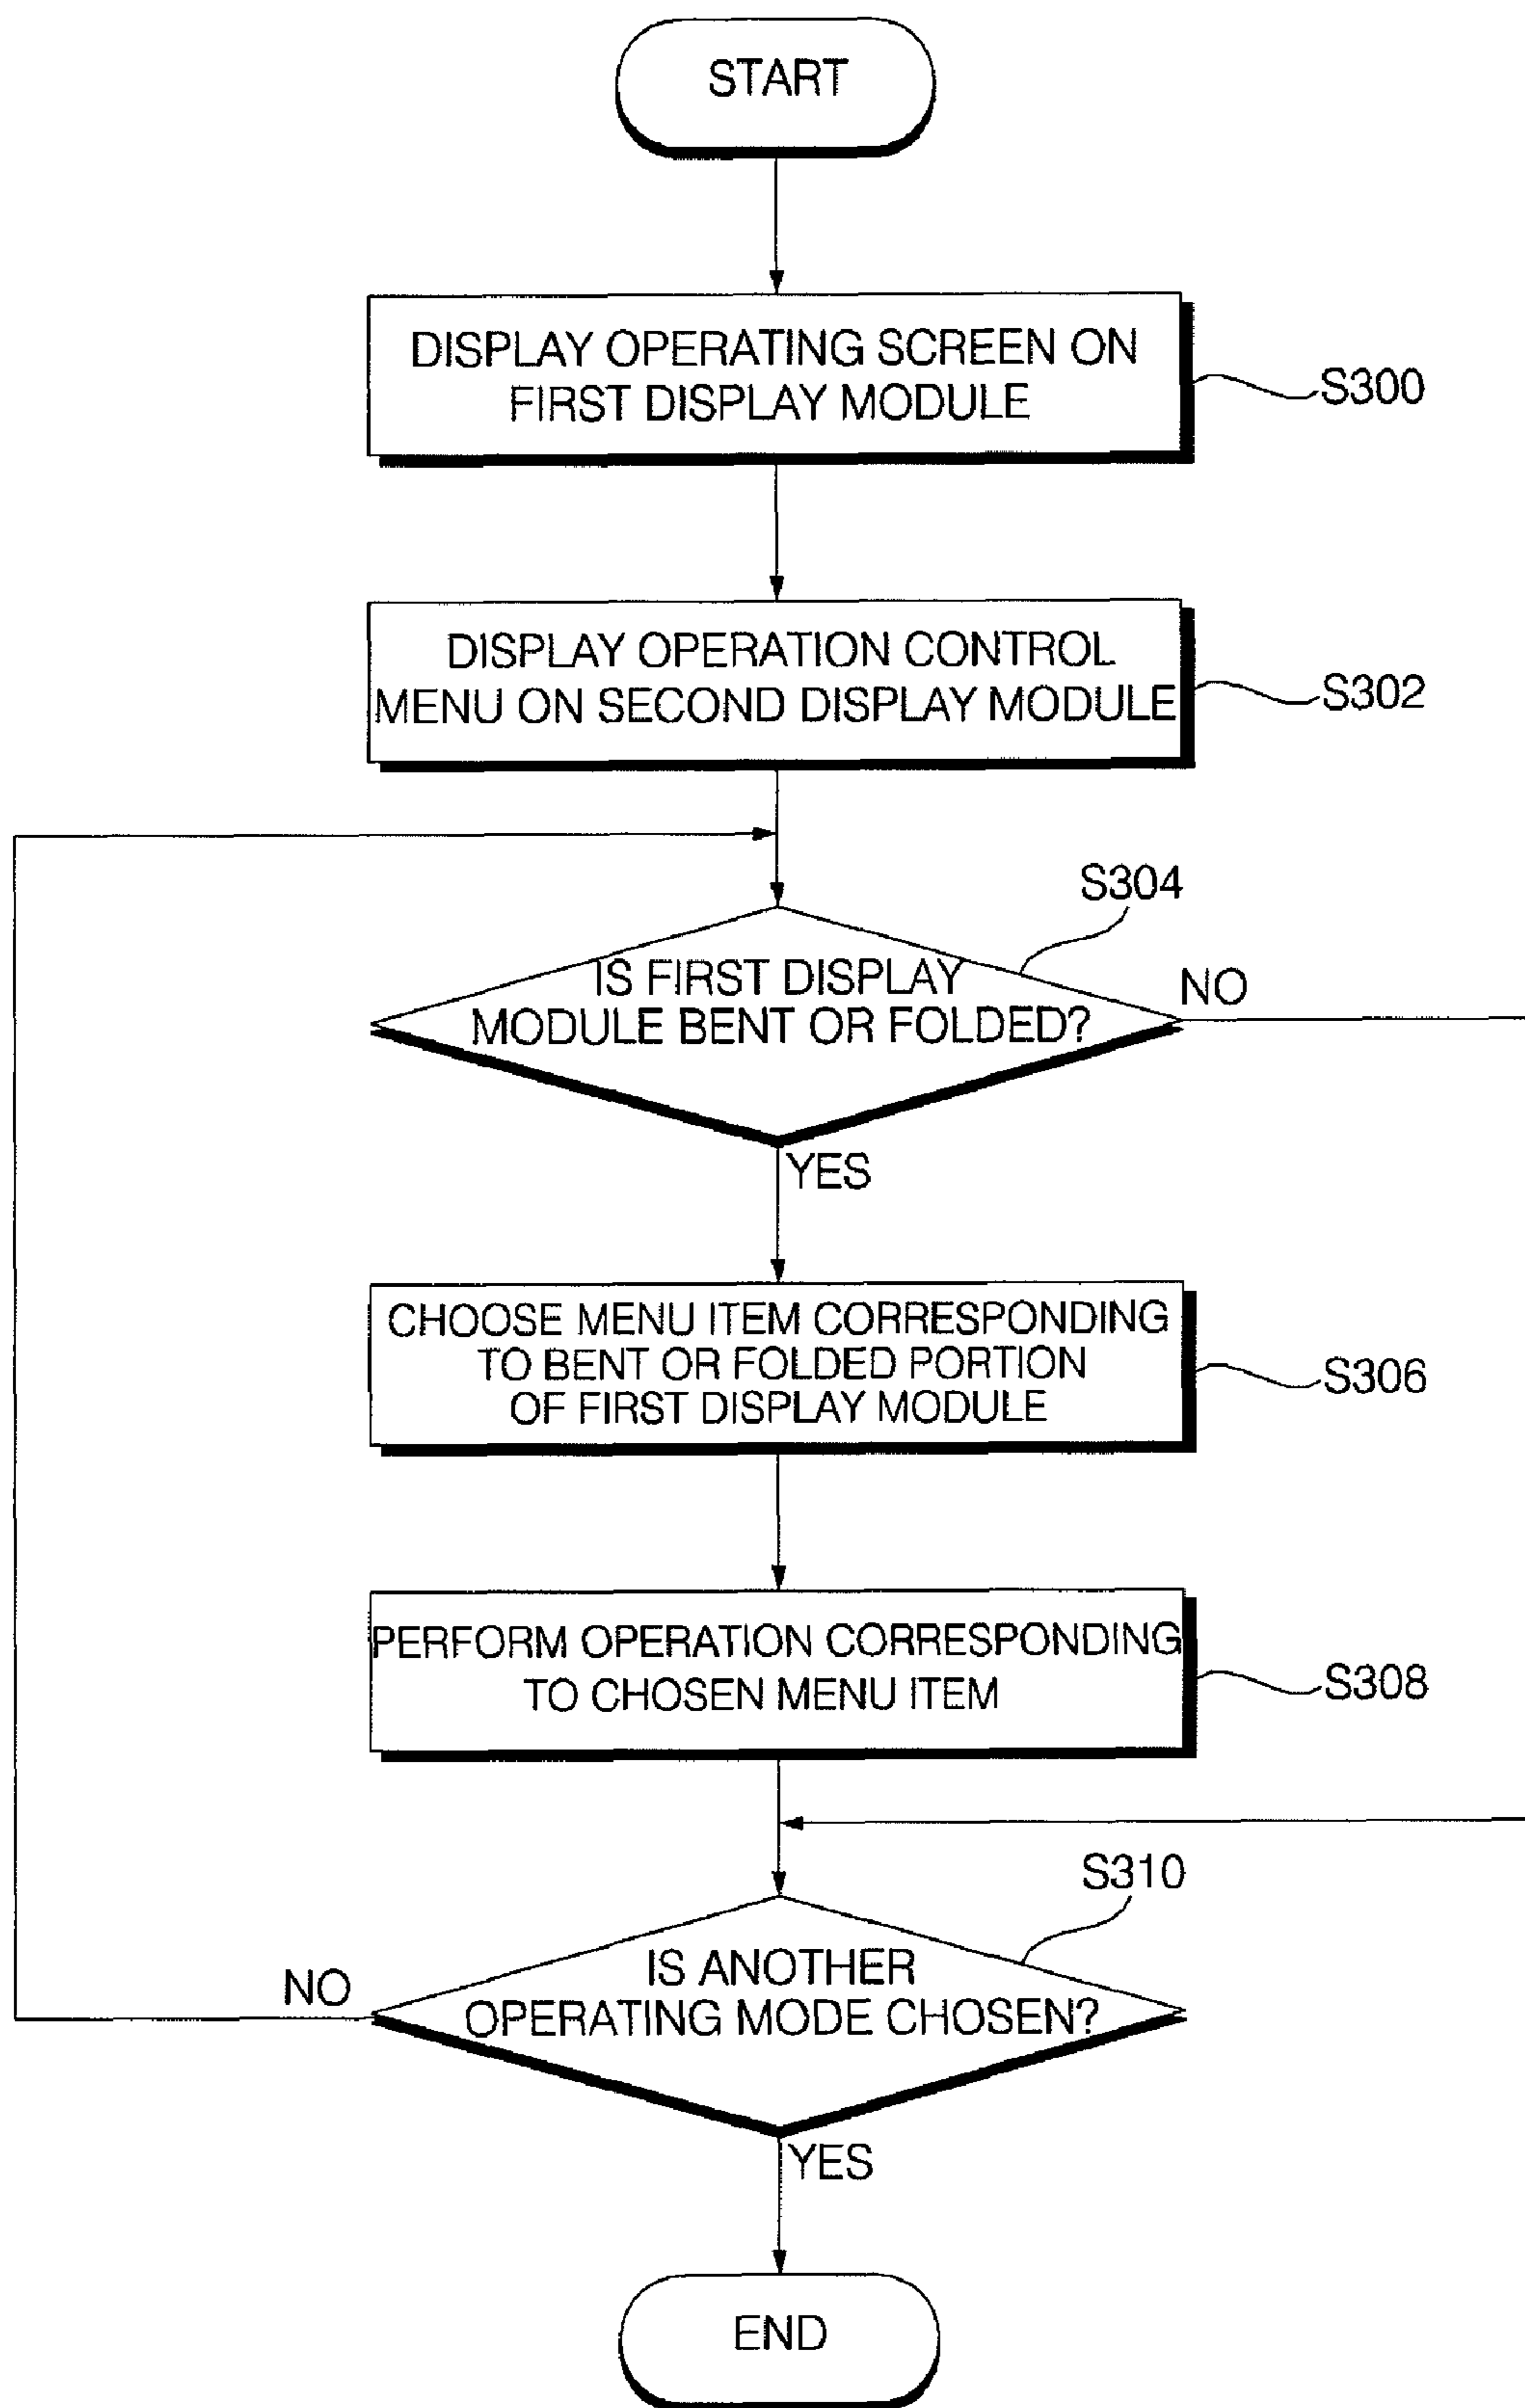 START
DISPLAY OPERATING SCREEN ON
FIRST DISPLAY MODULE
S300
DISPLAY OPERATION CONTROL
MENU ON SECOND DISPLAY MODULE
S302
S304
IS FIRST DISPLAY
MODULE BENT OR FOLDED?
NO
YES
CHOOSE MENU ITEM CORRESPONDING
TO BENT OR FOLDED PORTION
OF FIRST DISPLAY MODULE
S306
PERFORM OPERATION CORRESPONDING
TO CHOSEN MENU ITEM
S308
S310
IS ANOTHER
OPERATING MODE CHOSEN?
NO
YES
END